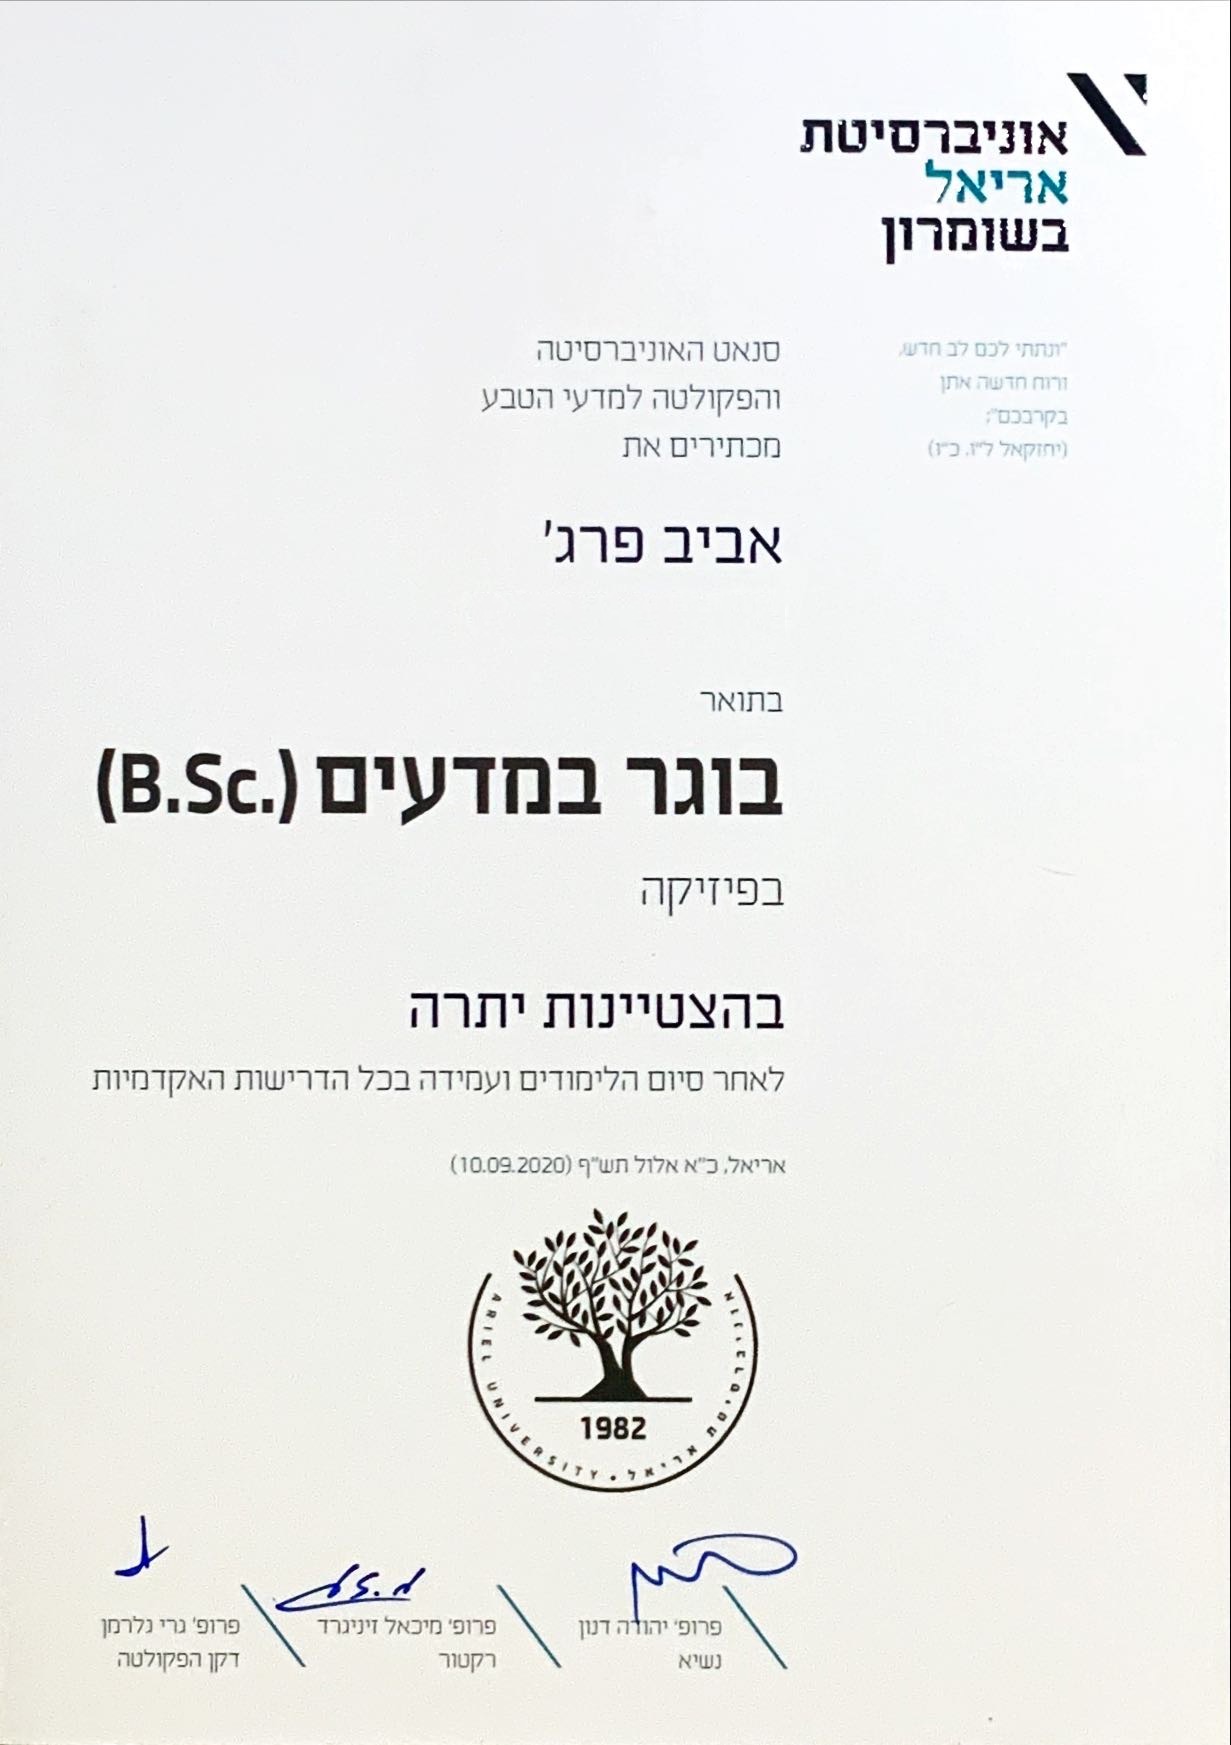 אוניברסיטת
אריאל
בשומרון
"ונתתי לכם לב חדש,
ורוח חדשה אתן
בקרבכם";
(יחזקאל ל"ו, כ"ו)
סנאט האוניברסיטה
והפקולטה למדעי הטבע
מכתירים את
אביב פרג'
בתואר
בוגר במדעים (B.Sc.)
בפיזיקה
בהצטיינות יתרה
לאחר סיום הלימודים ועמידה בכל הדרישות האקדמיות
אריאל, כ"א אלול תש"ף (10.09.2020)
1982
ARIEL UNIVERSITY • אוניברסיטת אריאל
פרופ' יהודה דנון
נשיא
פרופ' מיכאל זיניגרד
רקטור
פרופ' גרי גלרמן
דקן הפקולטה